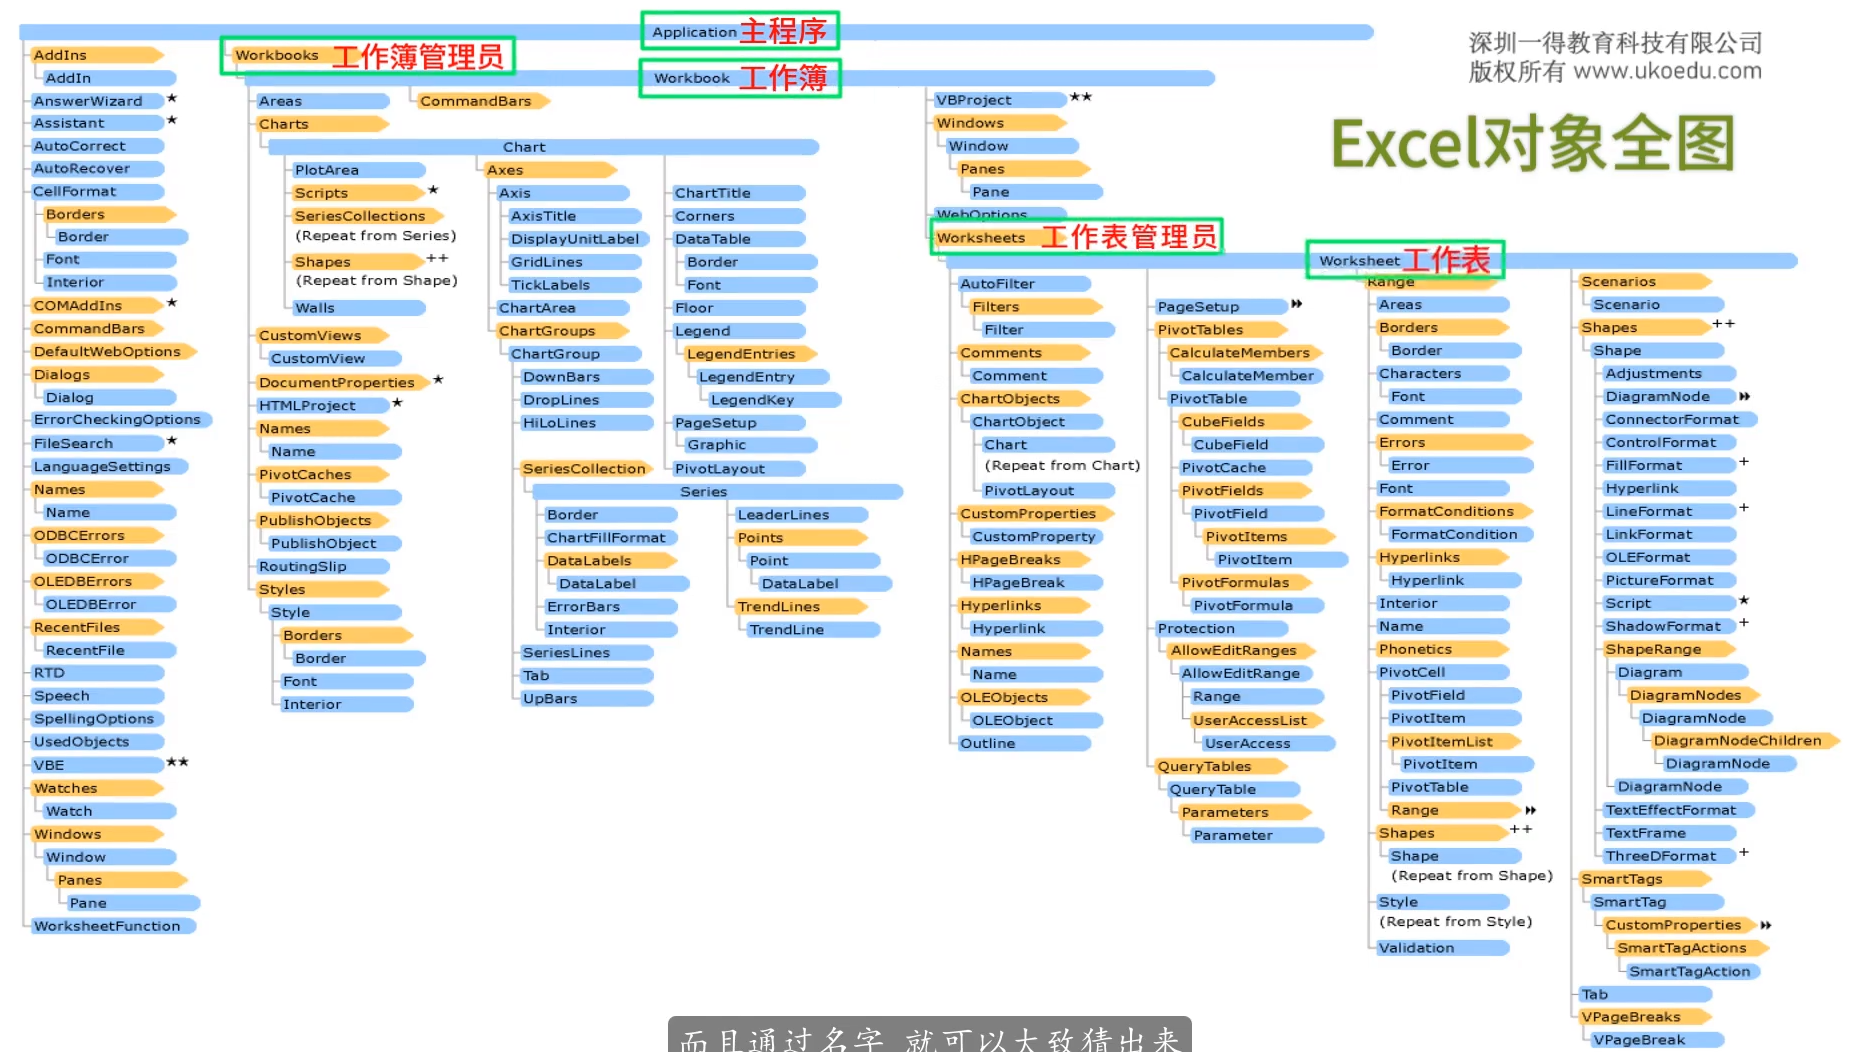 Application 主程序
深圳一得教育科技有限公司
版权所有 www.ukoedu.com
Excel对象全图
AddIns
AddIn
AnswerWizard ★
Assistant ★
AutoCorrect
AutoRecover
CellFormat
Borders
Border
Font
Interior
COMAddIns ★
CommandBars
DefaultWebOptions
Dialogs
Dialog
ErrorCheckingOptions
FileSearch ★
LanguageSettings
Names
Name
ODBCErrors
ODBCError
OLEDBErrors
OLEDBError
RecentFiles
RecentFile
RTD
Speech
SpellingOptions
UsedObjects
VBE ★★
Watches
Watch
Windows
Window
Panes
Pane
WorksheetFunction
Workbooks 工作簿管理员
Workbook 工作簿
Areas
Charts
CommandBars
Chart
PlotArea
Scripts ★
SeriesCollections
(Repeat from Series)
Shapes ++
(Repeat from Shape)
Walls
CustomViews
CustomView
DocumentProperties ★
HTMLProject ★
Names
Name
PivotCaches
PivotCache
PublishObjects
PublishObject
RoutingSlip
Styles
Style
Borders
Border
Font
Interior
Axes
Axis
AxisTitle
DisplayUnitLabel
GridLines
TickLabels
ChartArea
ChartGroups
ChartGroup
DownBars
DropLines
HiLoLines
SeriesCollection
Series
Border
ChartFillFormat
DataLabels
DataLabel
ErrorBars
Interior
LeaderLines
Points
Point
DataLabel
TrendLines
TrendLine
SeriesLines
Tab
UpBars
ChartTitle
Corners
DataTable
Border
Font
Floor
Legend
LegendEntries
LegendEntry
LegendKey
PageSetup
Graphic
PivotLayout
VBProject ★★
Windows
Window
Panes
Pane
WebOptions
Worksheets 工作表管理员
Worksheet 工作表
AutoFilter
Filters
Filter
Comments
Comment
ChartObjects
ChartObject
Chart
(Repeat from Chart)
PivotLayout
CustomProperties
CustomProperty
HPageBreaks
HPageBreak
Hyperlinks
Hyperlink
Names
Name
OLEObjects
OLEObject
Outline
PageSetup
PivotTables
CalculateMembers
CalculateMember
PivotTable
CubeFields
CubeField
PivotCache
PivotFields
PivotField
PivotItems
PivotItem
PivotFormulas
PivotFormula
Protection
AllowEditRanges
AllowEditRange
Range
UserAccessList
UserAccess
QueryTables
QueryTable
Parameters
Parameter
Range
Areas
Borders
Border
Characters
Font
Comment
Errors
Error
Font
FormatConditions
FormatCondition
Hyperlinks
Hyperlink
Interior
Name
Phonetics
PivotCell
PivotField
PivotItem
PivotItemList
PivotItem
PivotTable
Range
Shapes ++
Shape
(Repeat from Shape)
Style
(Repeat from Style)
Validation
Scenarios
Scenario
Shapes ++
Shape
Adjustments
DiagramNode
ConnectorFormat
ControlFormat
FillFormat +
Hyperlink
LineFormat +
LinkFormat
OLEFormat
PictureFormat
Script ★
ShadowFormat +
ShapeRange
Diagram
DiagramNodes
DiagramNode
DiagramNodeChildren
DiagramNode
DiagramNode
TextEffectFormat
TextFrame
ThreeDFormat +
SmartTags
SmartTag
CustomProperties
SmartTagActions
SmartTagAction
Tab
VPageBreaks
VPageBreak
而且通过名字 就可以大致猜出来